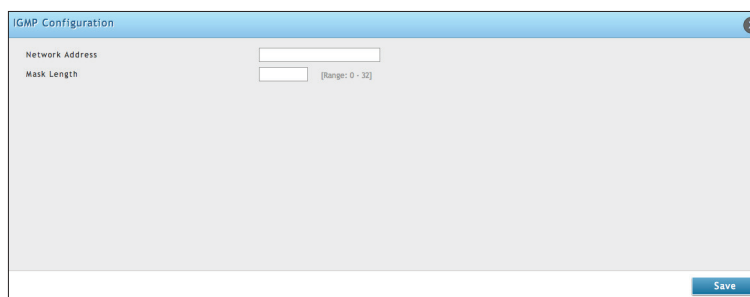 IGMP Configuration
Network Address
Mask Length [Range: 0 - 32]
Save